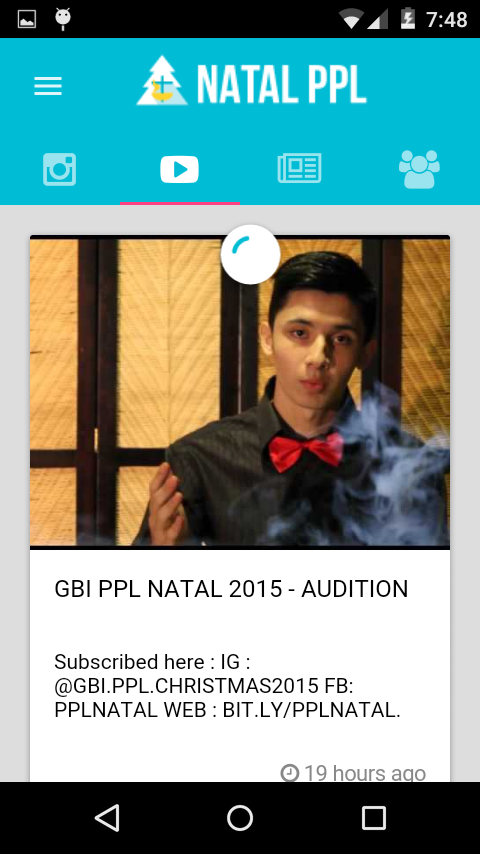 7:48
NATAL PPL
GBI PPL NATAL 2015 - AUDITION
Subscribed here : IG :
@GBI.PPL.CHRISTMAS2015 FB:
PPLNATAL WEB : BIT.LY/PPLNATAL.
19 hours ago